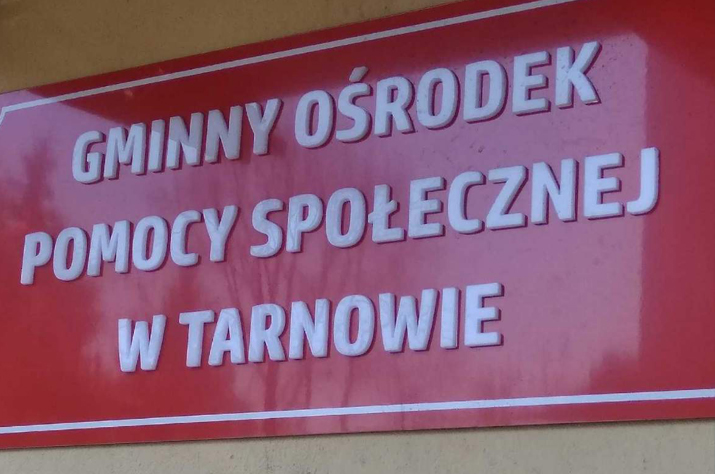 GMINNY OŚRODEK
POMOCY SPOŁECZNEJ
W TARNOWIE